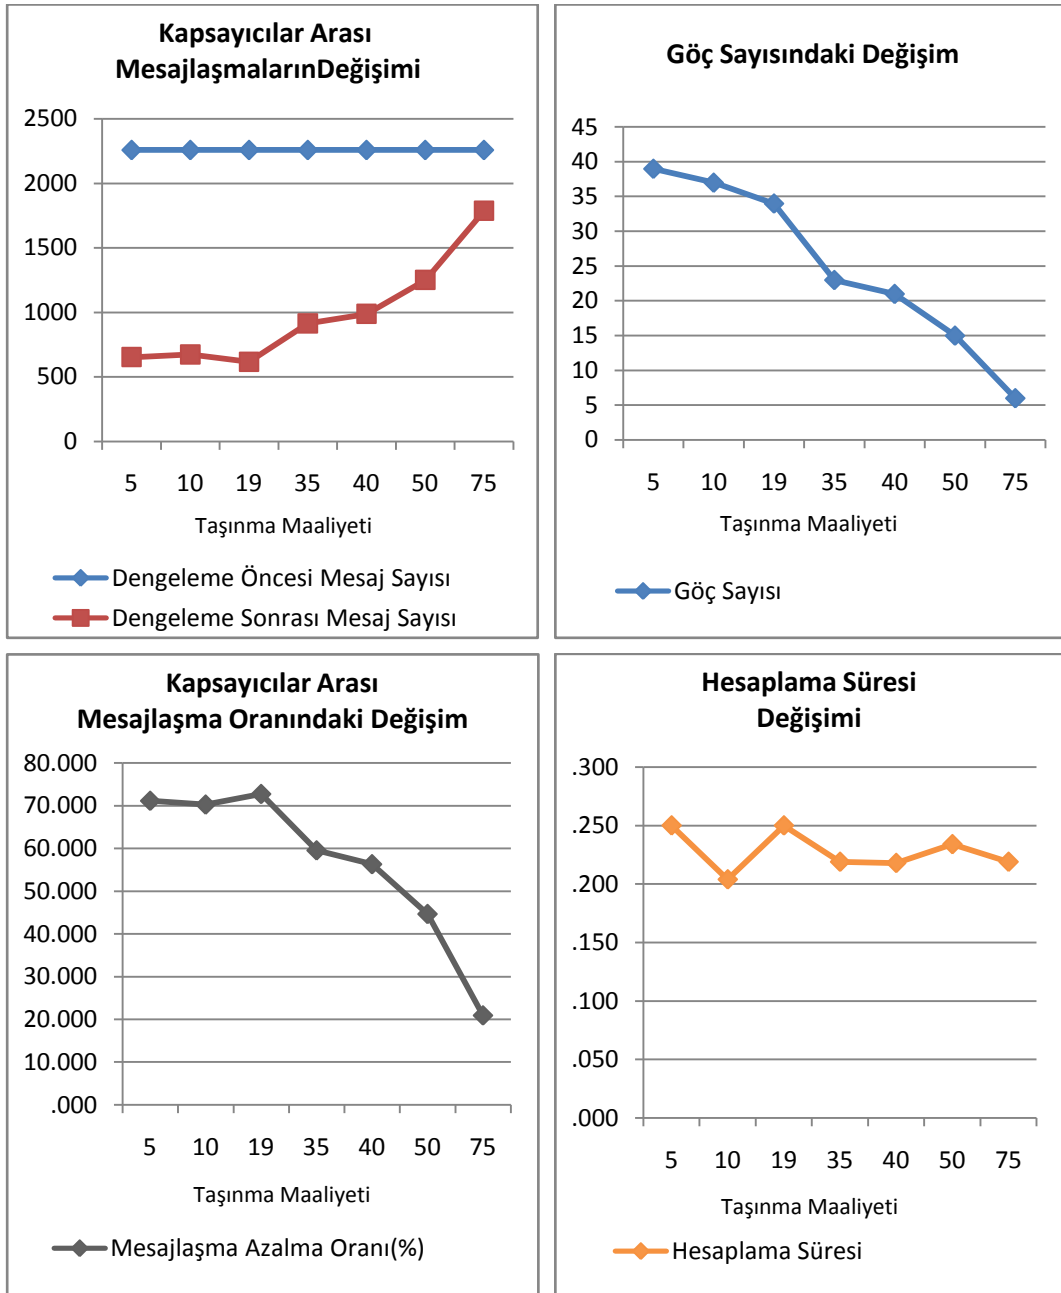 Kapsayıcılar Arası
MesajlaşmalarınDeğişimi
2500
2000
1500
1000
500
0
5 10 19 35 40 50 75
Taşınma Maaliyeti
Dengeleme Öncesi Mesaj Sayısı
Dengeleme Sonrası Mesaj Sayısı
Göç Sayısındaki Değişim
45
40
35
30
25
20
15
10
5
0
5 10 19 35 40 50 75
Taşınma Maaliyeti
Göç Sayısı
Kapsayıcılar Arası
Mesajlaşma Oranındaki Değişim
80.000
70.000
60.000
50.000
40.000
30.000
20.000
10.000
.000
5 10 19 35 40 50 75
Taşınma Maaliyeti
Mesajlaşma Azalma Oranı(%)
Hesaplama Süresi
Değişimi
.300
.250
.200
.150
.100
.050
.000
5 10 19 35 40 50 75
Taşınma Maaliyeti
Hesaplama Süresi